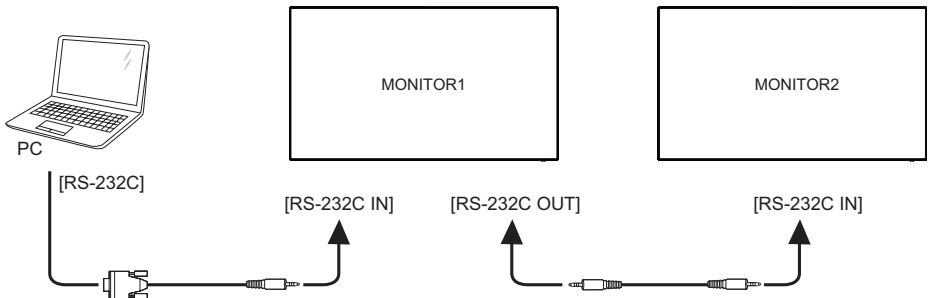 MONITOR1
MONITOR2
PC
[RS-232C]
[RS-232C IN]
[RS-232C OUT]
[RS-232C IN]